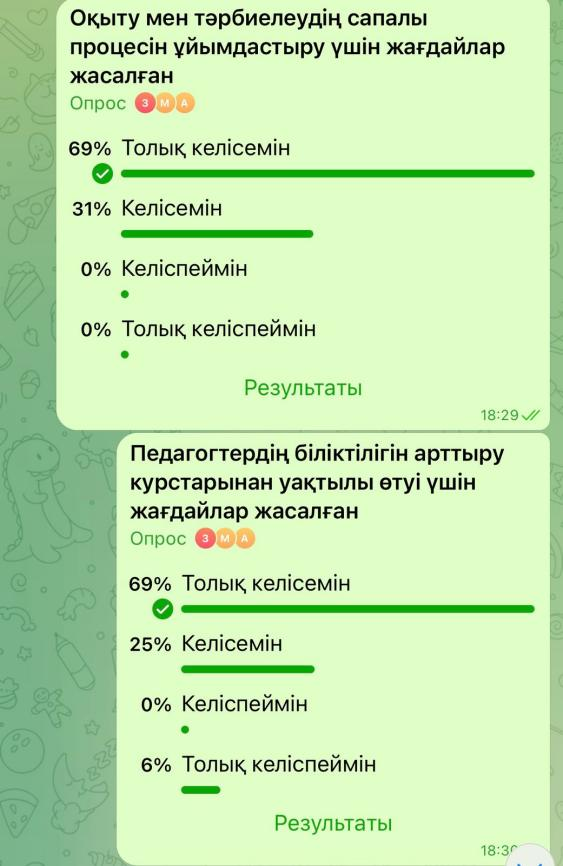 Оқыту мен тәрбиелеудің сапалы
процесін ұйымдастыру үшін жағдайлар
жасалған
Опрос З М А
69% Толық келісемін
31% Келісемін
0% Келіспеймін
0% Толық келіспеймін
Результаты
18:29
Педагогтердің біліктілігін арттыру
курстарынан уақтылы өтуі үшін
жағдайлар жасалған
Опрос З М А
69% Толық келісемін
25% Келісемін
0% Келіспеймін
6% Толық келіспеймін
Результаты